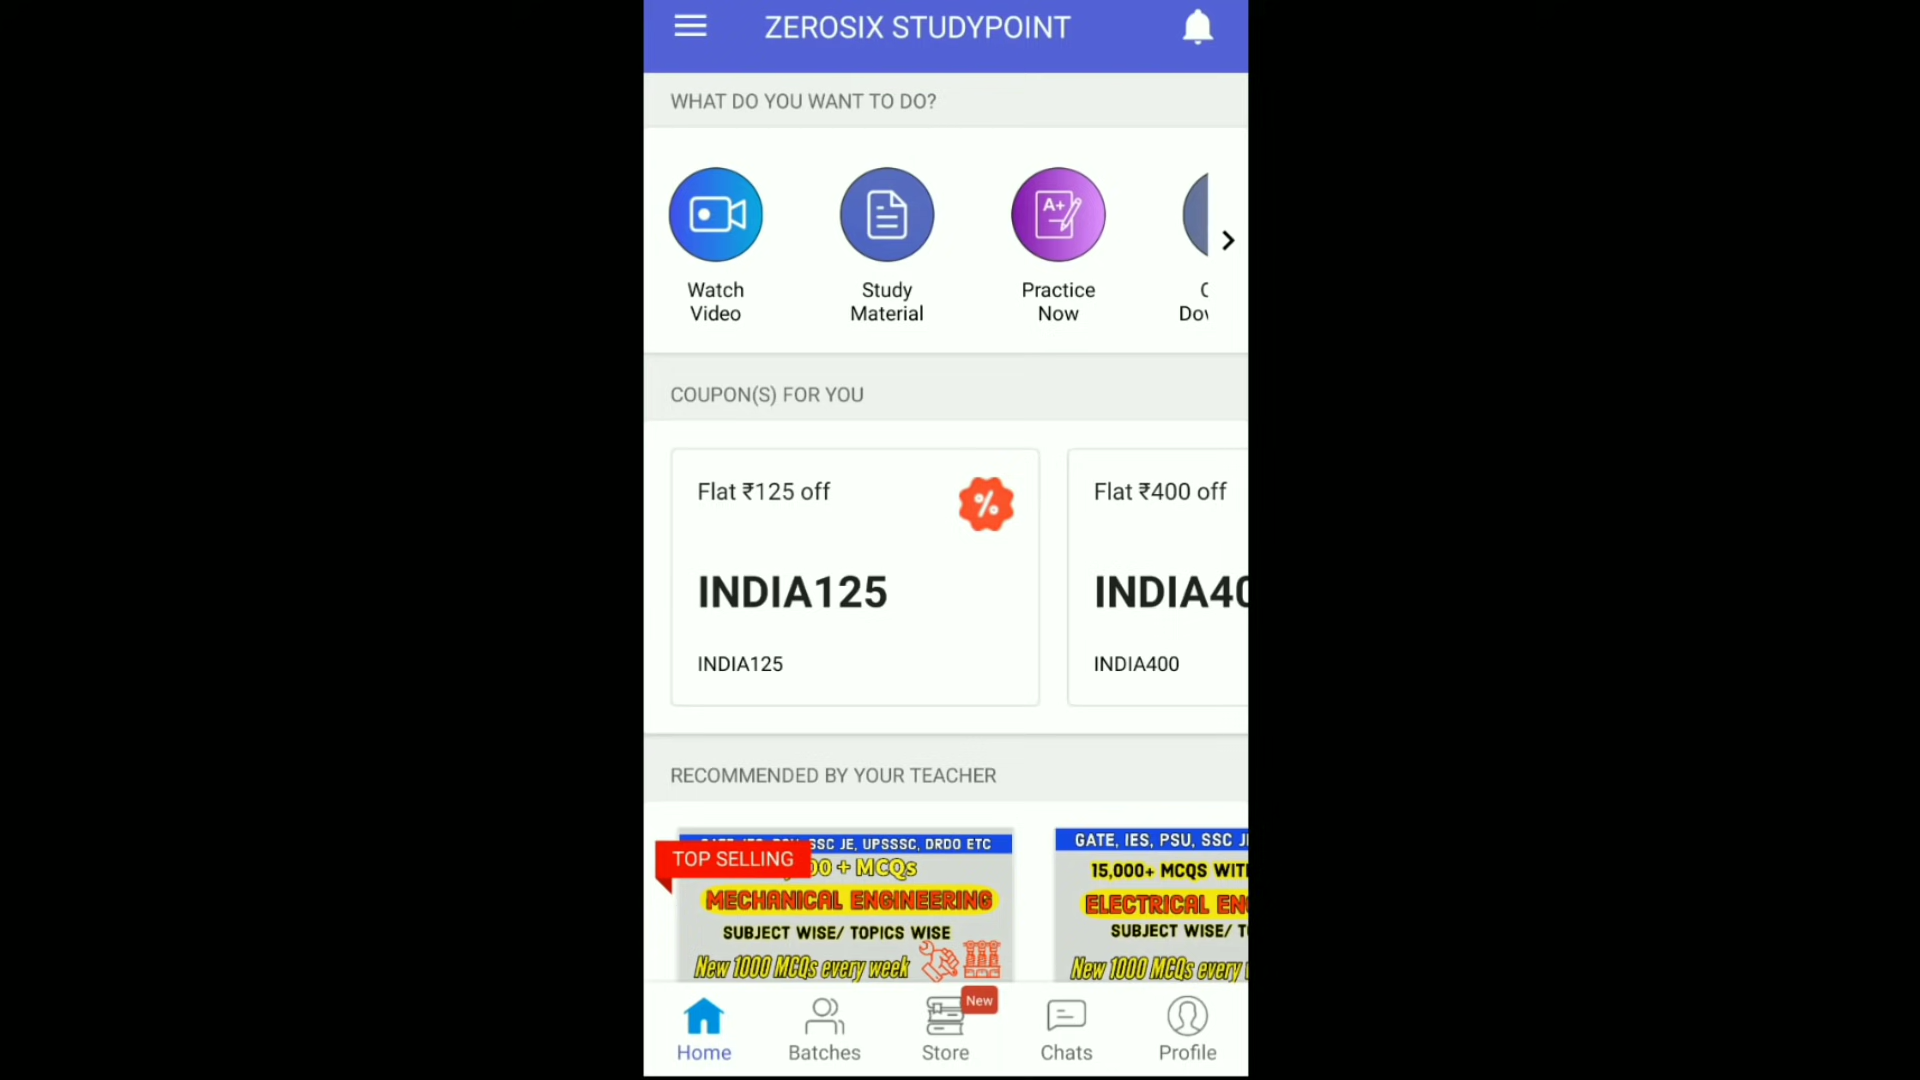 ZEROSIX STUDYPOINT
WHAT DO YOU WANT TO DO?
Watch Video
Study Material
Practice Now
COUPON(S) FOR YOU
Flat ₹125 off
INDIA125
INDIA125
Flat ₹400 off
INDIA40
INDIA400
RECOMMENDED BY YOUR TEACHER
TOP SELLING
SSC JE, UPSSSC, DRDO ETC
+ MCQs
MECHANICAL ENGINEERING
SUBJECT WISE/ TOPICS WISE
New 1000 MCQs every week
GATE, IES, PSU, SSC
15,000+ MCQS
ELECTRICAL
SUBJECT WISE/
New 1000 MCQs every
Home
Batches
New
Store
Chats
Profile